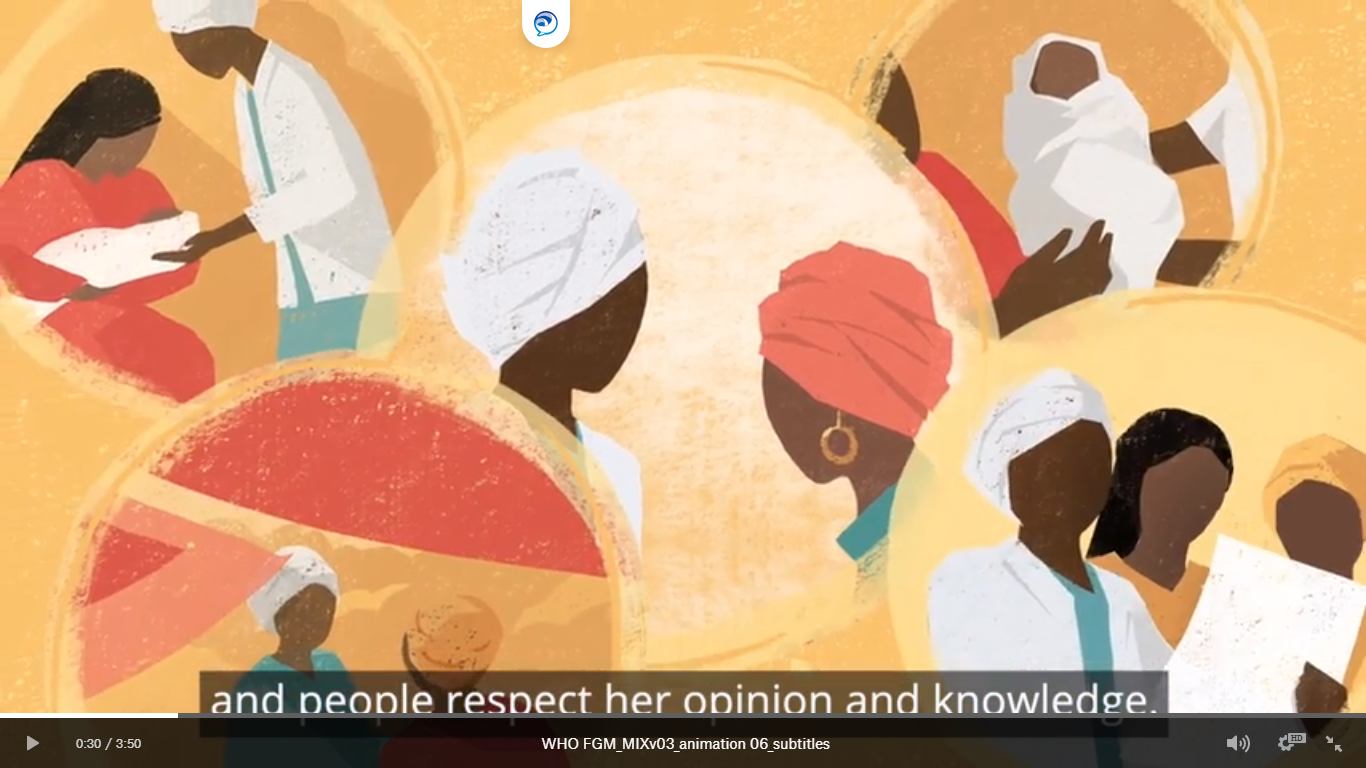 and people respect her opinion and knowledge.
0:30 / 3:50
WHO FGM_MIXv03_animation 06_subtitles
HD